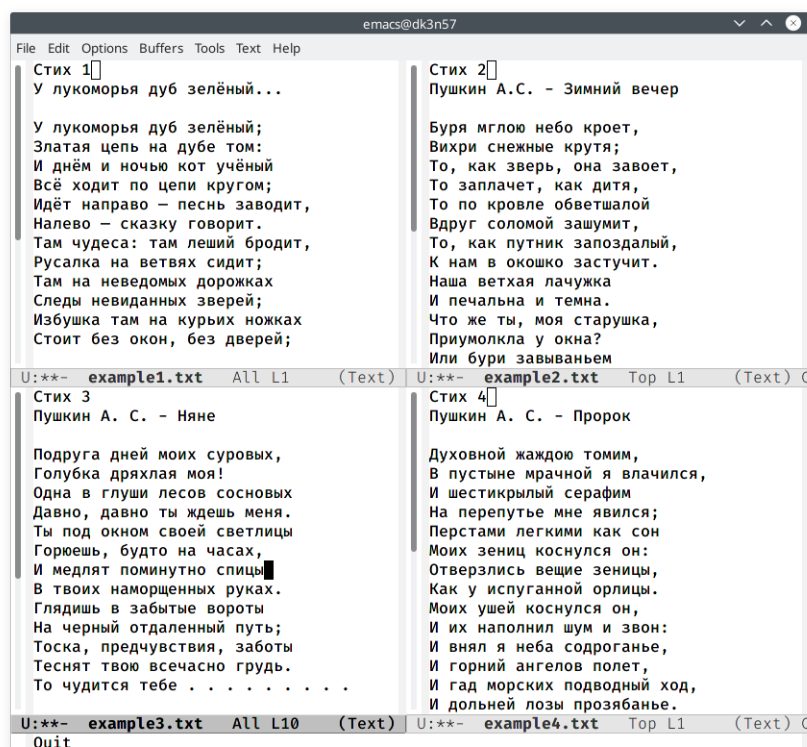 emacs@dk3n57
File Edit Options Buffers Tools Text Help
Стих 1
У лукоморья дуб зелёный...
У лукоморья дуб зелёный;
Златая цепь на дубе том:
И днём и ночью кот учёный
Всё ходит по цепи кругом;
Идёт направо — песнь заводит,
Налево — сказку говорит.
Там чудеса: там леший бродит,
Русалка на ветвях сидит;
Там на неведомых дорожках
Следы невиданных зверей;
Избушка там на курьих ножках
Стоит без окон, без дверей;
U:**- example1.txt All L1 (Text)
Стих 2
Пушкин А.С. - Зимний вечер
Буря мглою небо кроет,
Вихри снежные крутя;
То, как зверь, она завоет,
То заплачет, как дитя,
То по кровле обветшалой
Вдруг соломой зашумит,
То, как путник запоздалый,
К нам в окошко застучит.
Наша ветхая лачужка
И печальна и темна.
Что же ты, моя старушка,
Приумолкла у окна?
Или бури завываньем
U:**- example2.txt Top L1 (Text)
Стих 3
Пушкин А. С. - Няне
Подруга дней моих суровых,
Голубка дряхлая моя!
Одна в глуши лесов сосновых
Давно, давно ты ждешь меня.
Ты под окном своей светлицы
Горюешь, будто на часах,
И медлят поминутно спицы
В твоих наморщенных руках.
Глядишь в забытые вороты
На черный отдаленный путь;
Тоска, предчувствия, заботы
Теснят твою всечасно грудь.
То чудится тебе . . . . . . . . .
U:**- example3.txt All L10 (Text)
Стих 4
Пушкин А. С. - Пророк
Духовной жаждою томим,
В пустыне мрачной я влачился,
И шестикрылый серафим
На перепутье мне явился;
Перстами легкими как сон
Моих зениц коснулся он:
Отверзлись вещие зеницы,
Как у испуганной орлицы.
Моих ушей коснулся он,
И их наполнил шум и звон:
И внял я неба содроганье,
И горний ангелов полет,
И гад морских подводный ход,
И дольней лозы прозябанье.
U:**- example4.txt Top L1 (Text)
Quit